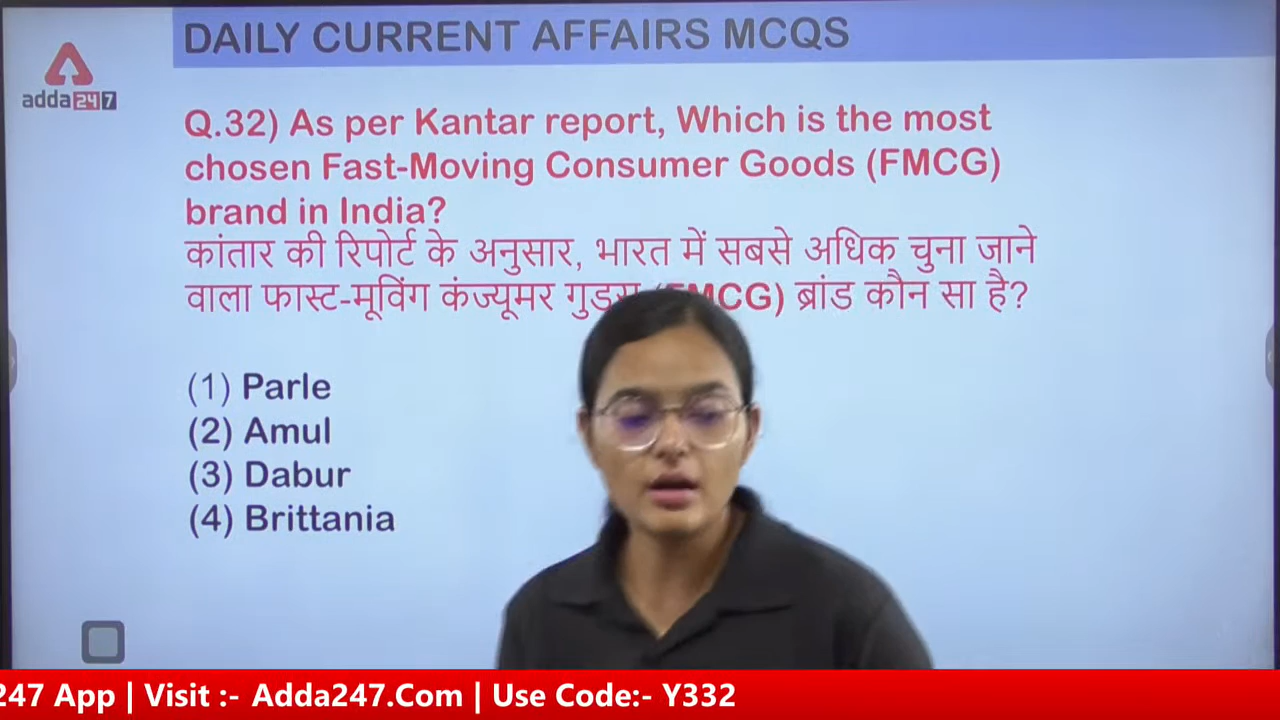 DAILY CURRENT AFFAIRS MCQS
adda247
Q.32) As per Kantar report, Which is the most
chosen Fast-Moving Consumer Goods (FMCG)
brand in India?
कांतार की रिपोर्ट के अनुसार, भारत में सबसे अधिक चुना जाने
वाला फास्ट-मूविंग कंज्यूमर गुड्स FMCG) ब्रांड कौन सा है?
(1) Parle
(2) Amul
(3) Dabur
(4) Brittania
247 App | Visit :- Adda247.Com | Use Code:- Y332